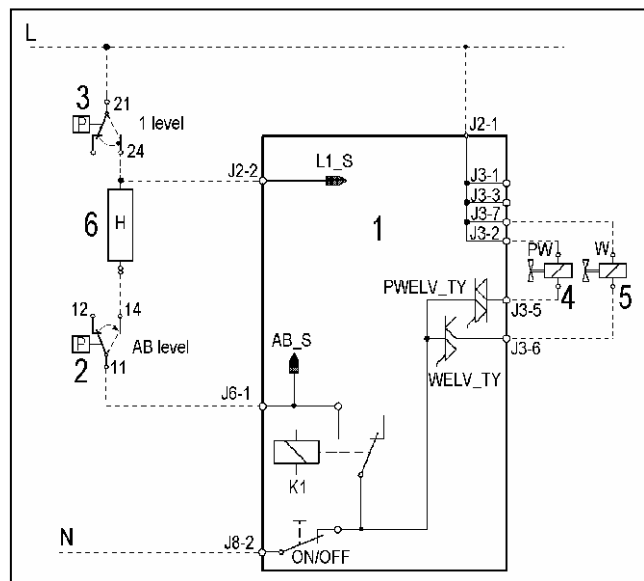 L
3
21
P
1 level
24
J2-1
J2-2
L1_S
J3-1
J3-3
J3-7
J3-2
6
H
1
PW
W
4
5
PWELV_TY
J3-5
12
14
P
AB level
2
11
AB_S
WELV_TY
J3-6
J6-1
K1
N
J8-2
ON/OFF